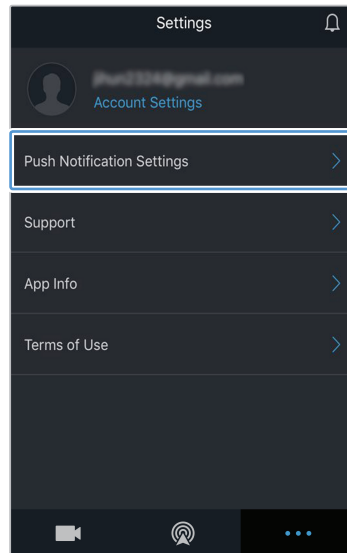 Settings
Account Settings
Push Notification Settings
Support
App Info
Terms of Use